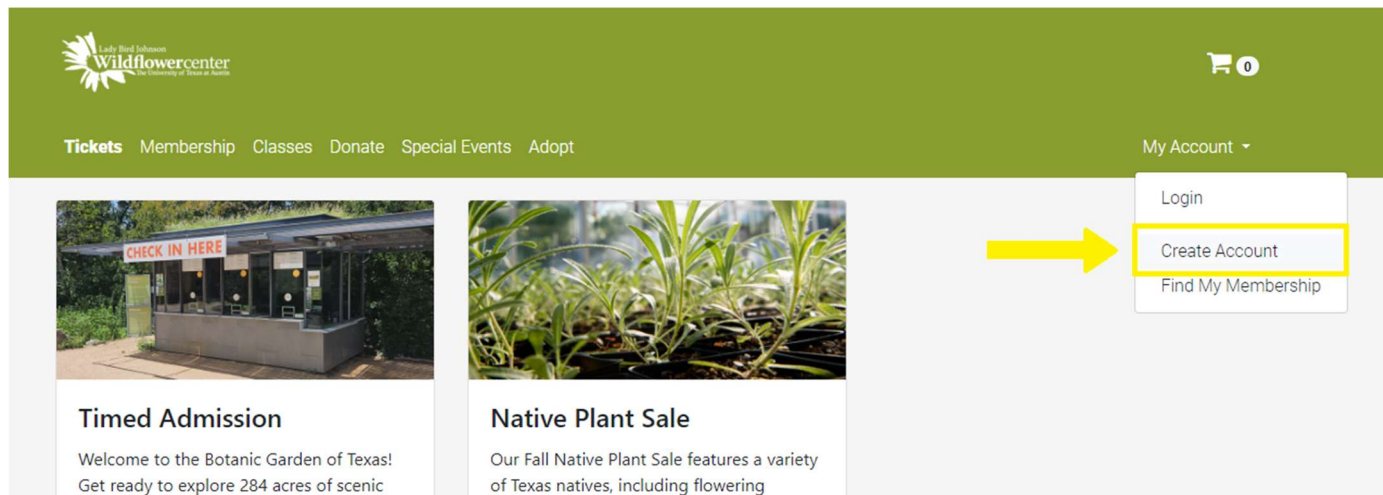 Lady Bird Johnson
Wildflowercenter
The University of Texas at Austin
0
Tickets Membership Classes Donate Special Events Adopt
My Account
Login
Create Account
Find My Membership
CHECK IN HERE
Timed Admission
Welcome to the Botanic Garden of Texas!
Get ready to explore 284 acres of scenic
Native Plant Sale
Our Fall Native Plant Sale features a variety
of Texas natives, including flowering